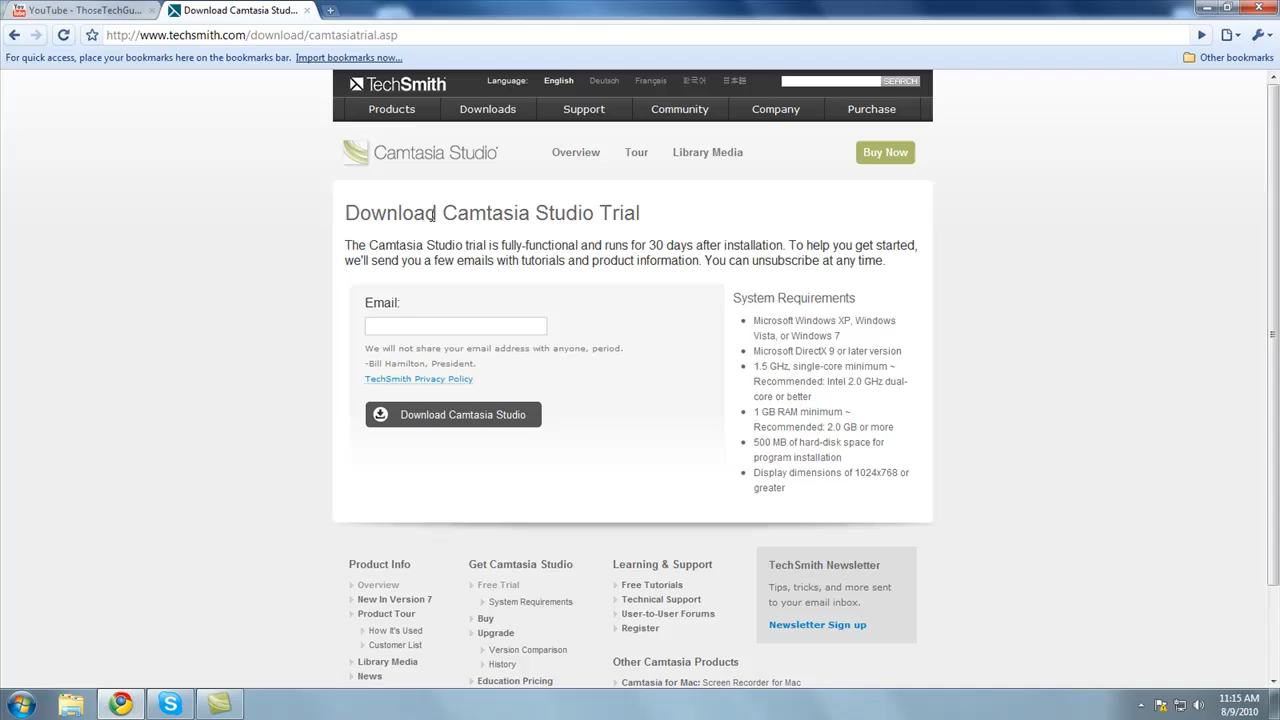 YouTube - ThoseTechGu...
Download Camtasia Studi...
http://www.techsmith.com/download/camtasiatrial.asp
For quick access, place your bookmarks here on the bookmarks bar. Import bookmarks now...
Other bookmarks
TechSmith
Language: English Deutsch Français 한국어 日本語
SEARCH
Products Downloads Support Community Company Purchase
Camtasia Studio
Overview Tour Library Media
Buy Now
Download Camtasia Studio Trial
The Camtasia Studio trial is fully-functional and runs for 30 days after installation. To help you get started,
we'll send you a few emails with tutorials and product information. You can unsubscribe at any time.
Email:
We will not share your email address with anyone, period.
-Bill Hamilton, President.
TechSmith Privacy Policy
Download Camtasia Studio
System Requirements
Microsoft Windows XP, Windows
Vista, or Windows 7
Microsoft DirectX 9 or later version
1.5 GHz, single-core minimum ~
Recommended: Intel 2.0 GHz dual-
core or better
1 GB RAM minimum ~
Recommended: 2.0 GB or more
500 MB of hard-disk space for
program installation
Display dimensions of 1024x768 or
greater
Product Info
Overview
New In Version 7
Product Tour
How It's Used
Customer List
Library Media
News
Get Camtasia Studio
Free Trial
System Requirements
Buy
Upgrade
Version Comparison
History
Education Pricing
Learning & Support
Free Tutorials
Technical Support
User-to-User Forums
Register
Other Camtasia Products
Camtasia for Mac: Screen Recorder for Mac
TechSmith Newsletter
Tips, tricks, and more sent
to your email inbox.
Newsletter Sign up
11:15 AM
8/9/2010